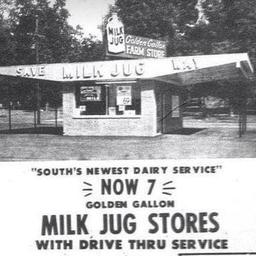 MILK
JUG
Golden Gallon
FARM STORE
SAVE MILK JUG WAY
"SOUTH'S NEWEST DAIRY SERVICE"
NOW 7
GOLDEN GALLON
MILK JUG STORES
WITH DRIVE THRU SERVICE